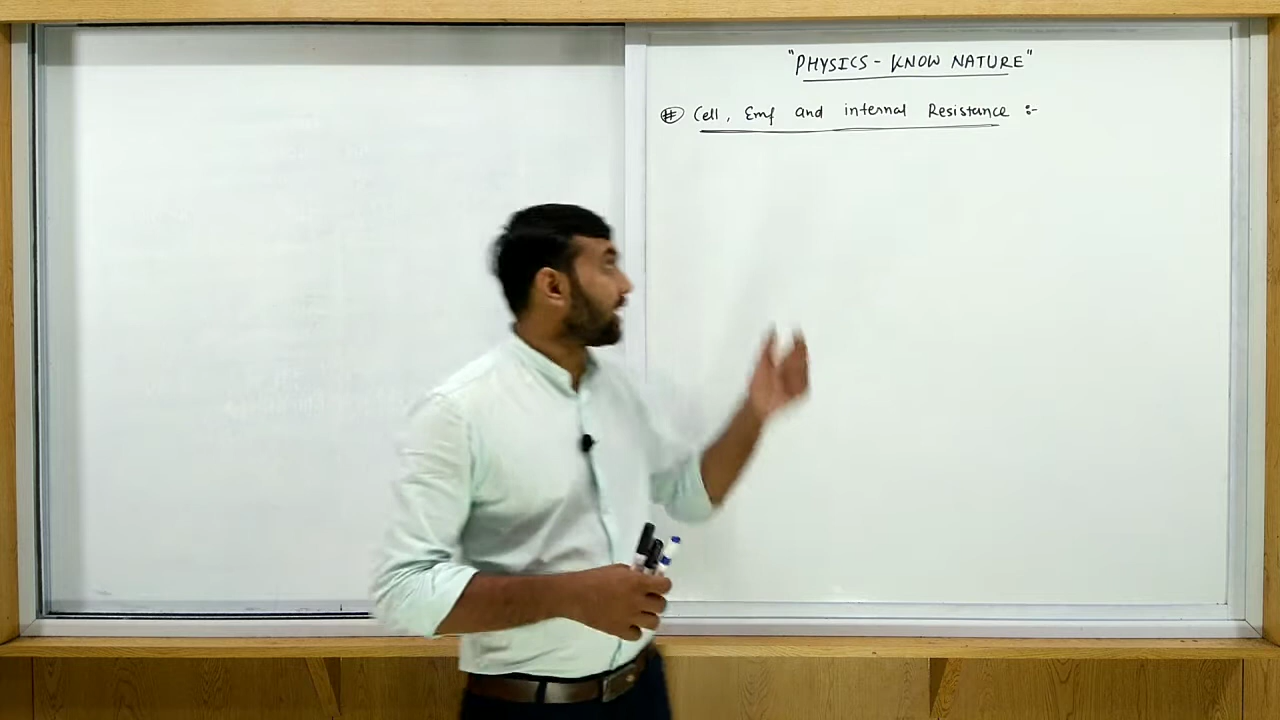 "PHYSICS - KNOW NATURE"
# Cell, Emf and internal Resistance :-